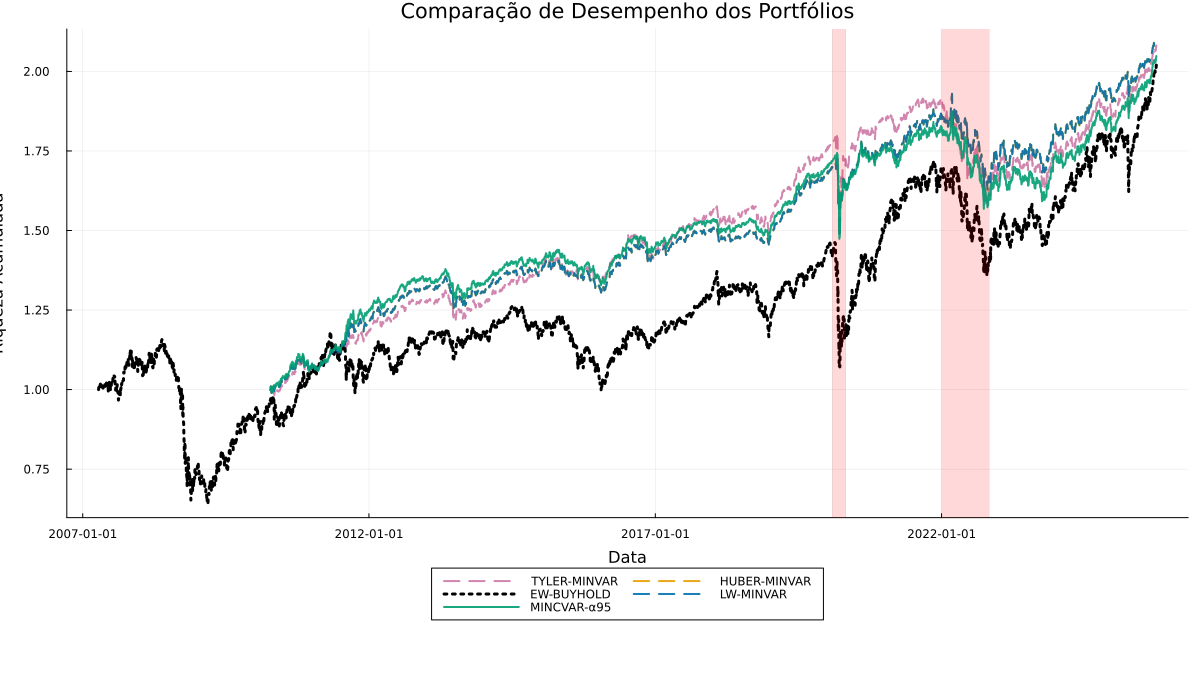 Comparação de Desempenho dos Portfólios
2.00
1.75
1.50
1.25
1.00
0.75
2007-01-01
2012-01-01
2017-01-01
2022-01-01
Data
TYLER-MINVAR
HUBER-MINVAR
EW-BUYHOLD
LW-MINVAR
MINCVAR-α95